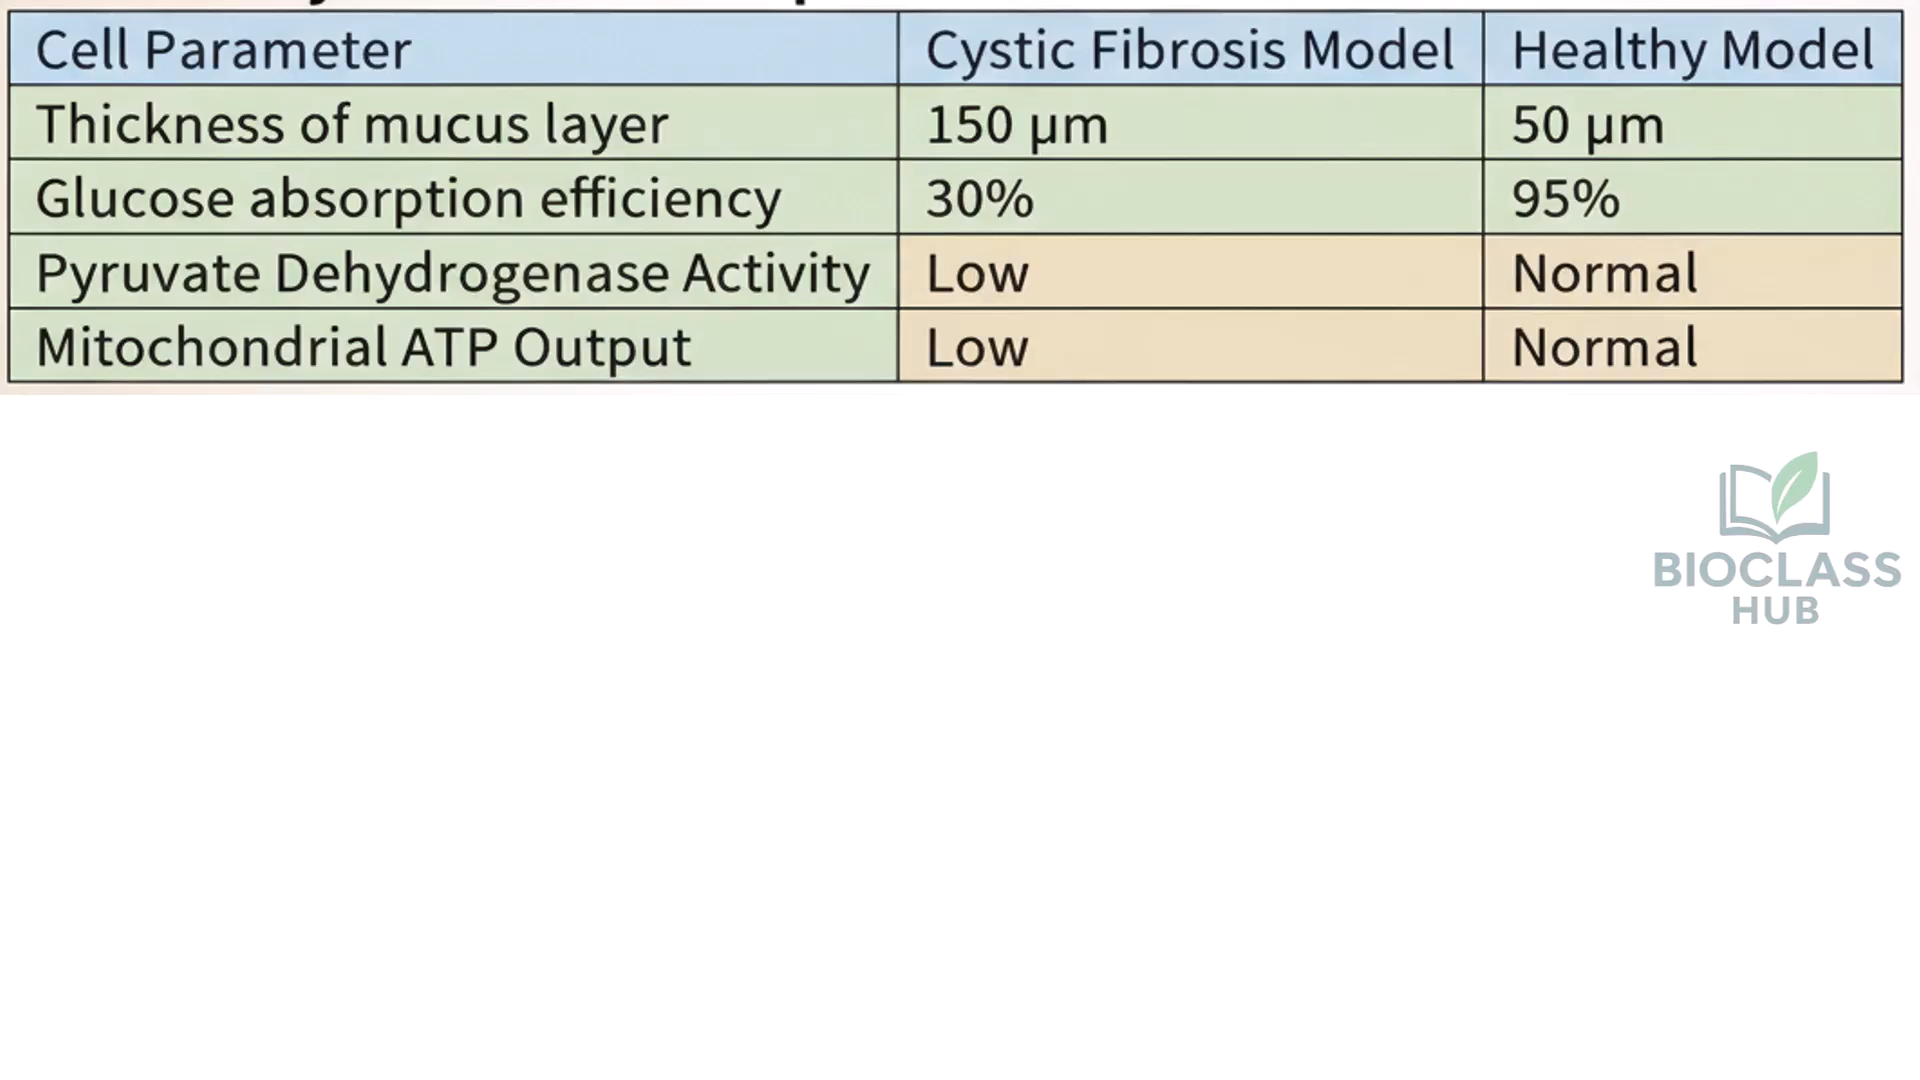 Cell Parameter Cystic Fibrosis Model Healthy Model
Thickness of mucus layer 150 µm 50 µm
Glucose absorption efficiency 30% 95%
Pyruvate Dehydrogenase Activity Low Normal
Mitochondrial ATP Output Low Normal
BIOCLASS
HUB